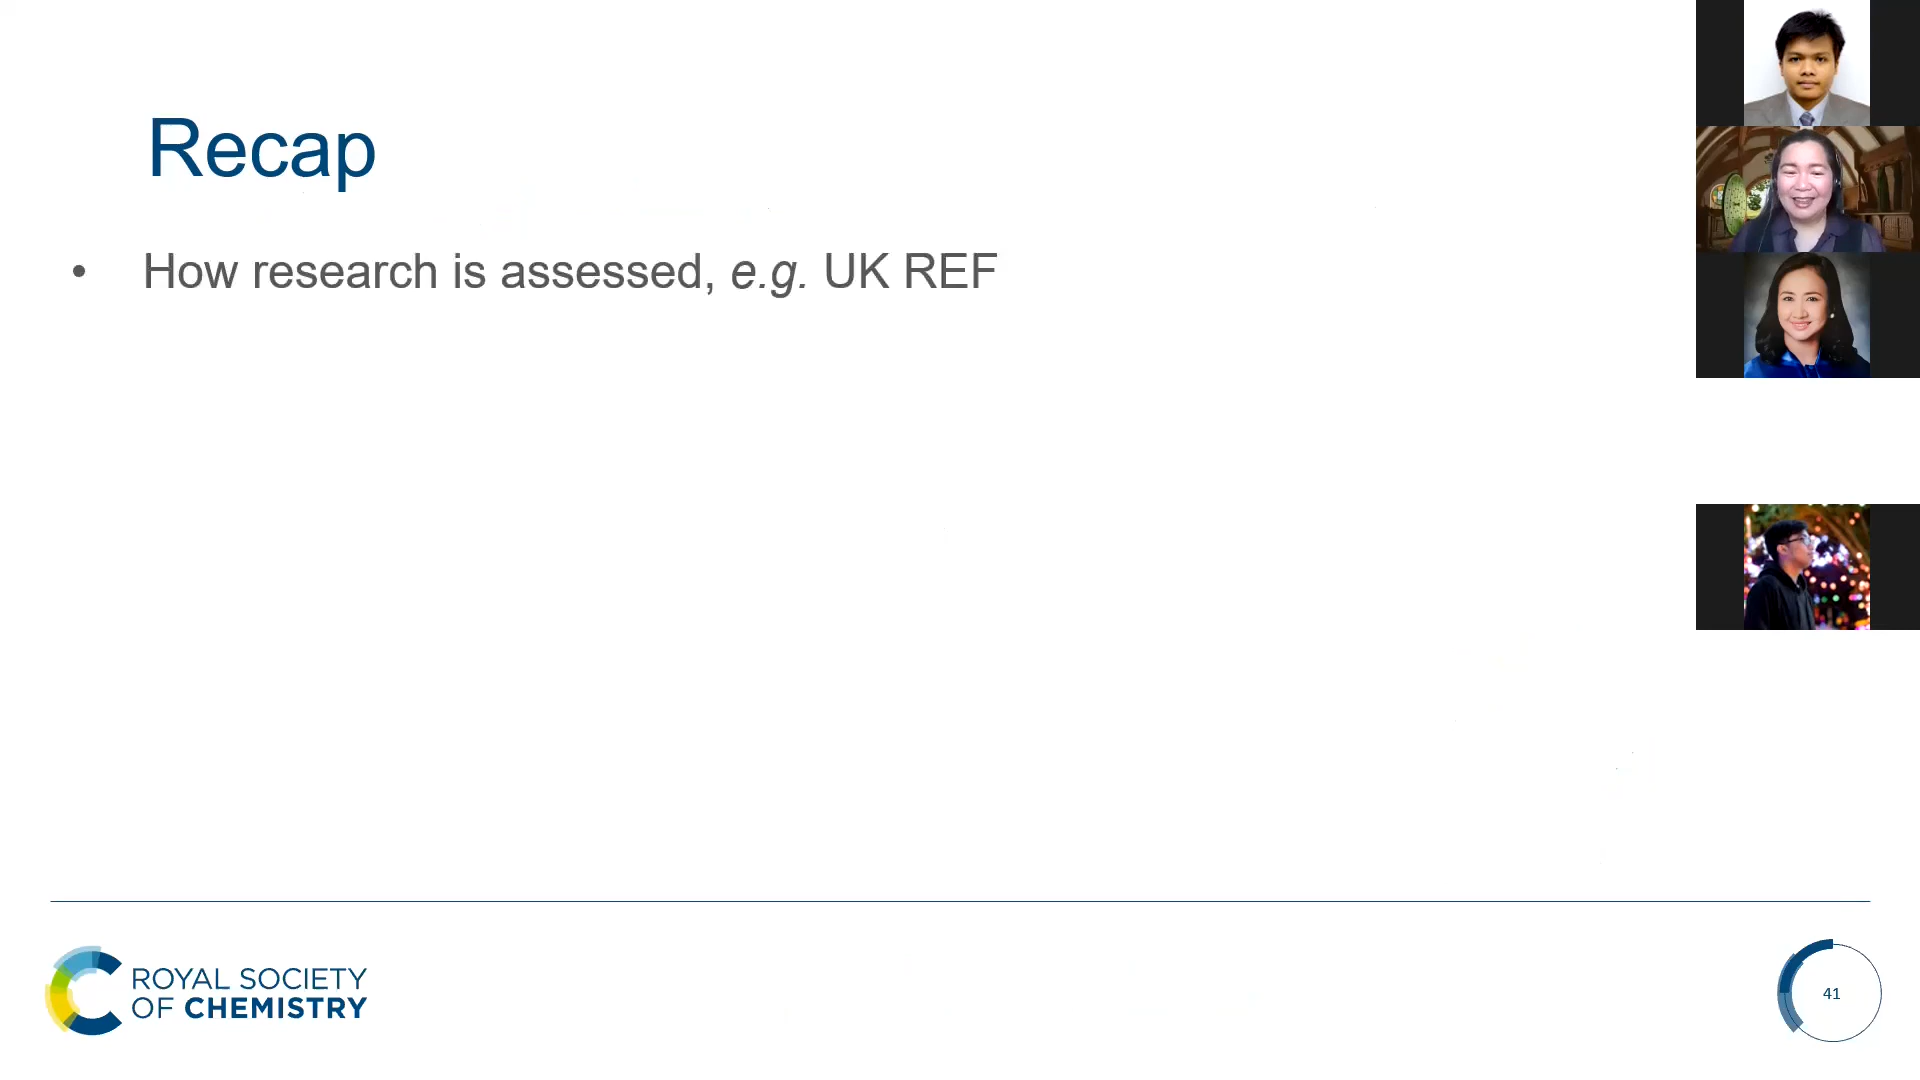 Recap
• How research is assessed, e.g. UK REF
ROYAL SOCIETY
OF CHEMISTRY
41